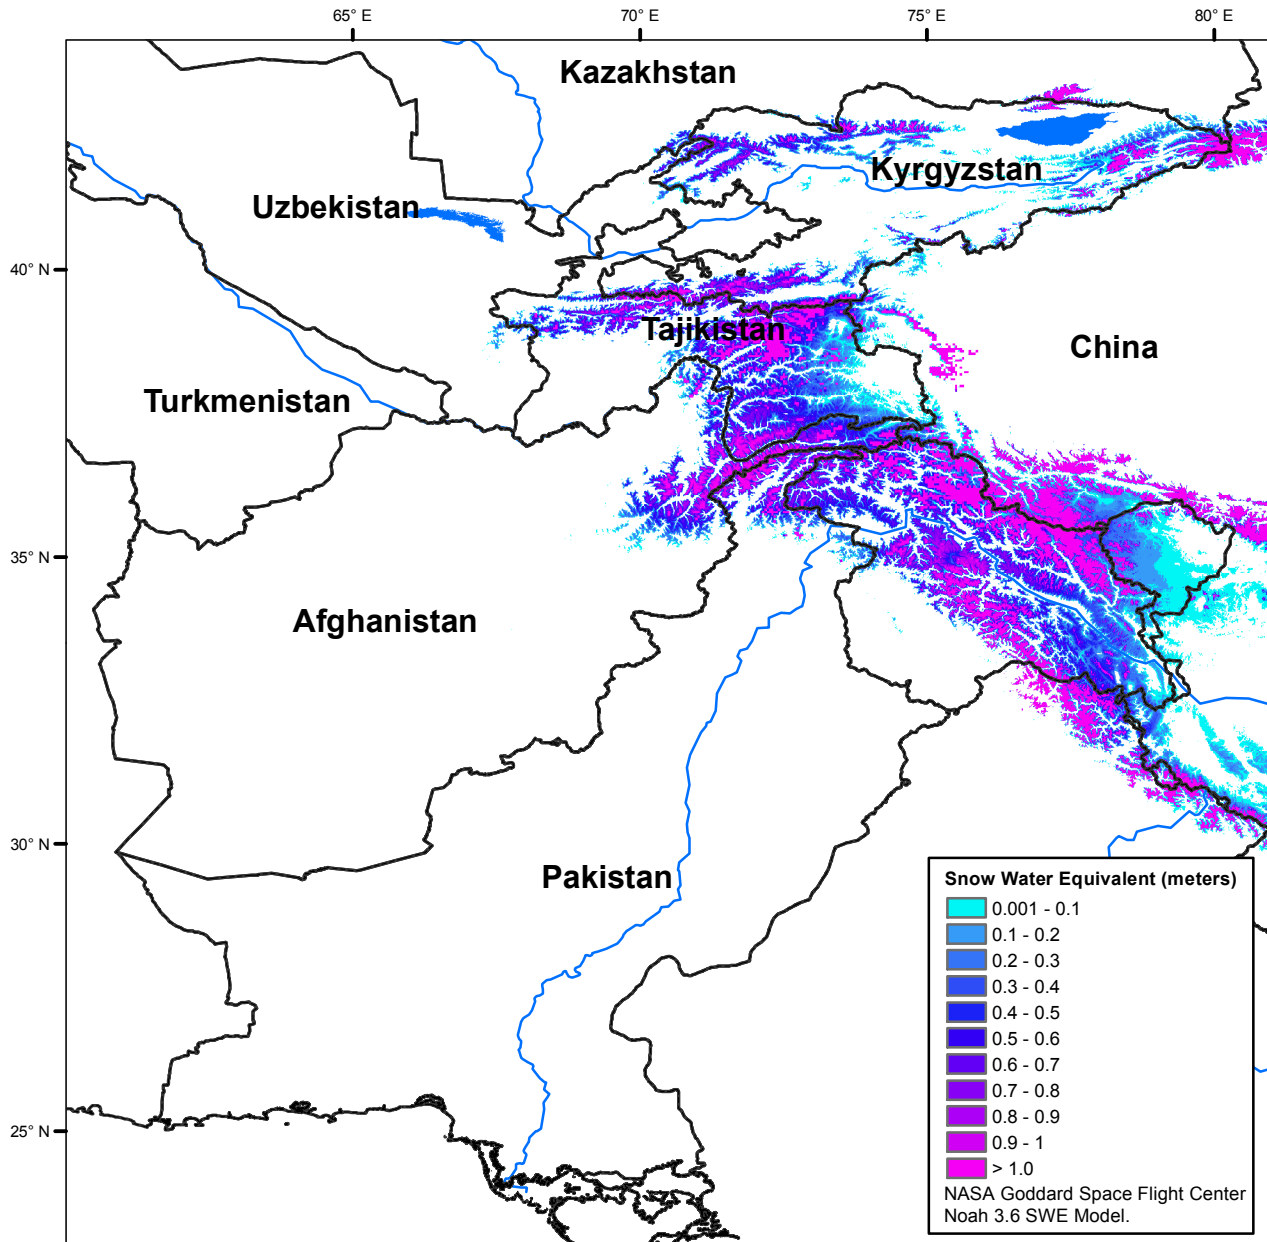 65° E
70° E
75° E
80° E
Kazakhstan
Kyrgyzstan
Uzbekistan
40° N
Tajikistan
China
Turkmenistan
35° N
Afghanistan
30° N
Pakistan
25° N
Snow Water Equivalent (meters)
0.001 - 0.1
0.1 - 0.2
0.2 - 0.3
0.3 - 0.4
0.4 - 0.5
0.5 - 0.6
0.6 - 0.7
0.7 - 0.8
0.8 - 0.9
0.9 - 1
> 1.0
NASA Goddard Space Flight Center
Noah 3.6 SWE Model.